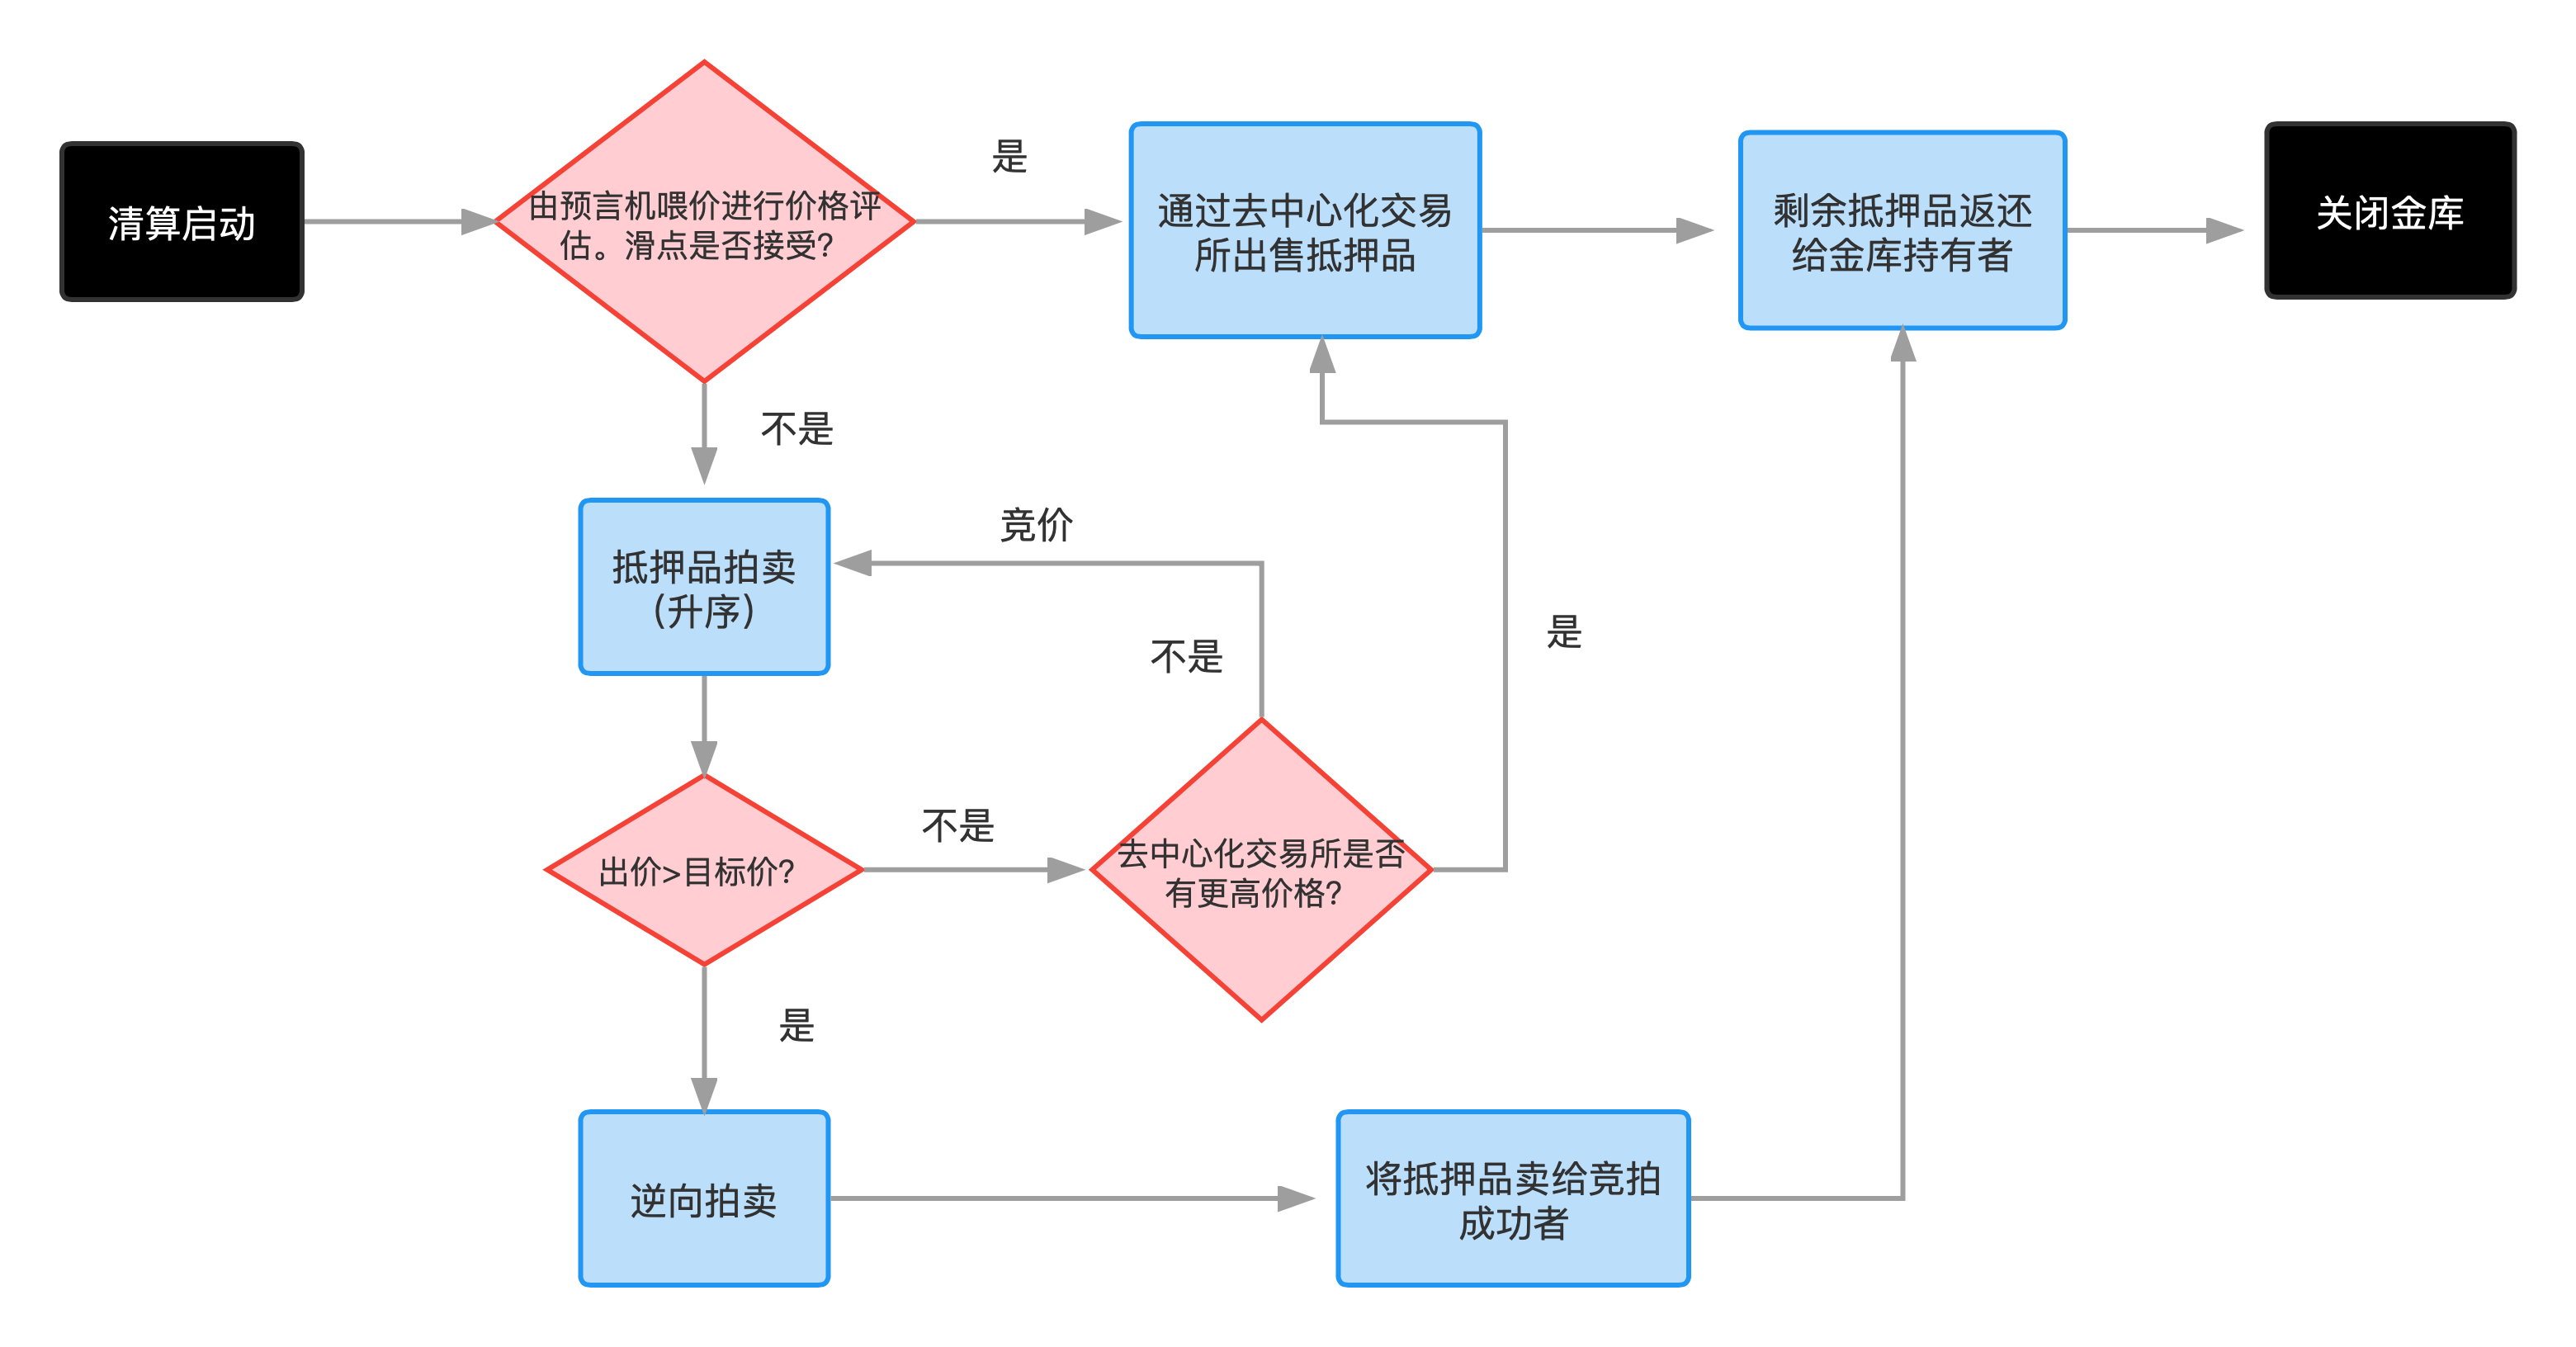 清算启动
由预言机喂价进行价格评
估。滑点是否接受?
是
通过去中心化交易
所出售抵押品
剩余抵押品返还
给金库持有者
关闭金库
不是
抵押品拍卖
(升序)
竞价
不是
是
出价>目标价?
不是
去中心化交易所是否
有更高价格?
是
逆向拍卖
将抵押品卖给竞拍
成功者